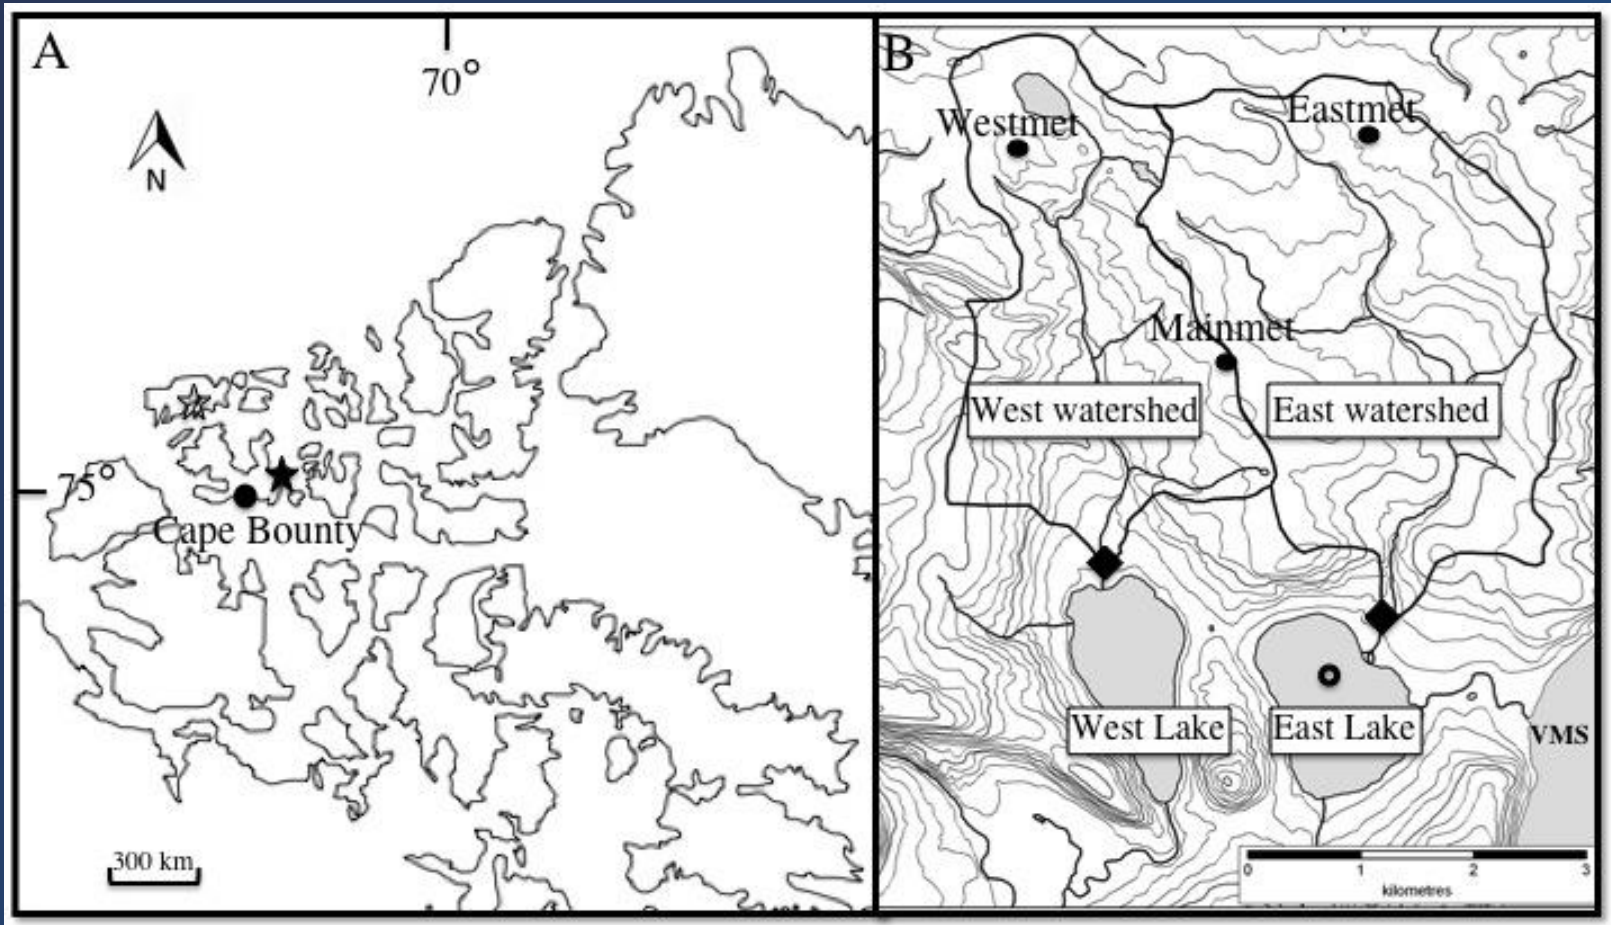 A
70°
N
75°
Cape Bounty
300 km
B
Westmet
Eastmet
Mainmet
West watershed
East watershed
West Lake
East Lake
VMS
0 1 2 3
kilometres